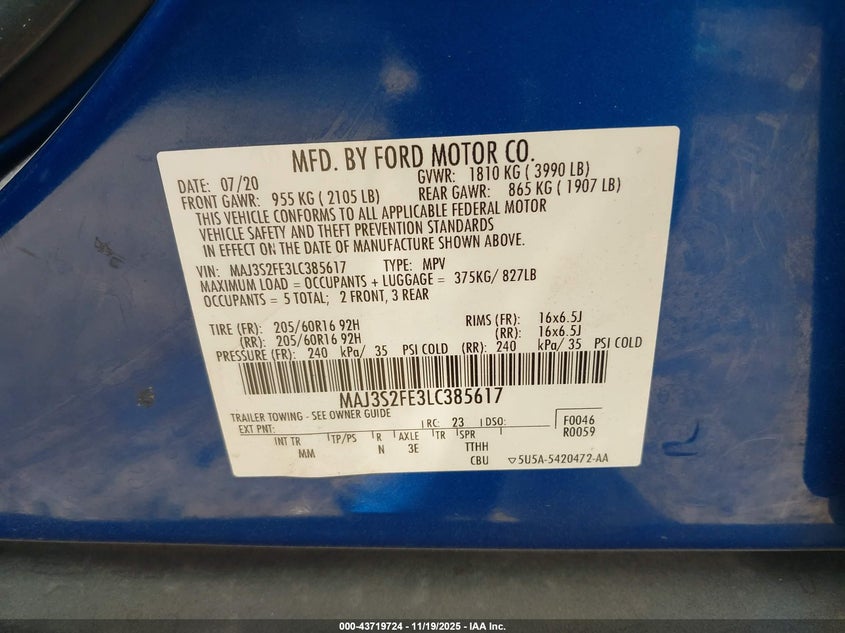 MFD. BY FORD MOTOR CO.
DATE: 07/20 GVWR: 1810 KG ( 3990 LB)
FRONT GAWR: 955 KG ( 2105 LB) REAR GAWR: 865 KG ( 1907 LB)
THIS VEHICLE CONFORMS TO ALL APPLICABLE FEDERAL MOTOR
VEHICLE SAFETY AND THEFT PREVENTION STANDARDS
IN EFFECT ON THE DATE OF MANUFACTURE SHOWN ABOVE.
VIN: MAJ3S2FE3LC385617 TYPE: MPV
MAXIMUM LOAD = OCCUPANTS + LUGGAGE = 375KG/ 827LB
OCCUPANTS = 5 TOTAL; 2 FRONT, 3 REAR
TIRE (FR): 205/60R16 92H RIMS (FR): 16x6.5J
(RR): 205/60R16 92H (RR): 16x6.5J
PRESSURE (FR): 240 kPa/ 35 PSI COLD (RR): 240 kPa/ 35 PSI COLD
MAJ3S2FE3LC385617
TRAILER TOWING - SEE OWNER GUIDE
EXT PNT: RC: 23 DSO: F0046
R0059
INT TR TP/PS R AXLE TR SPR
MM N 3E TTHH
CBU 5U5A-5420472-AA
000-43719724 - 11/19/2025 - IAA Inc.